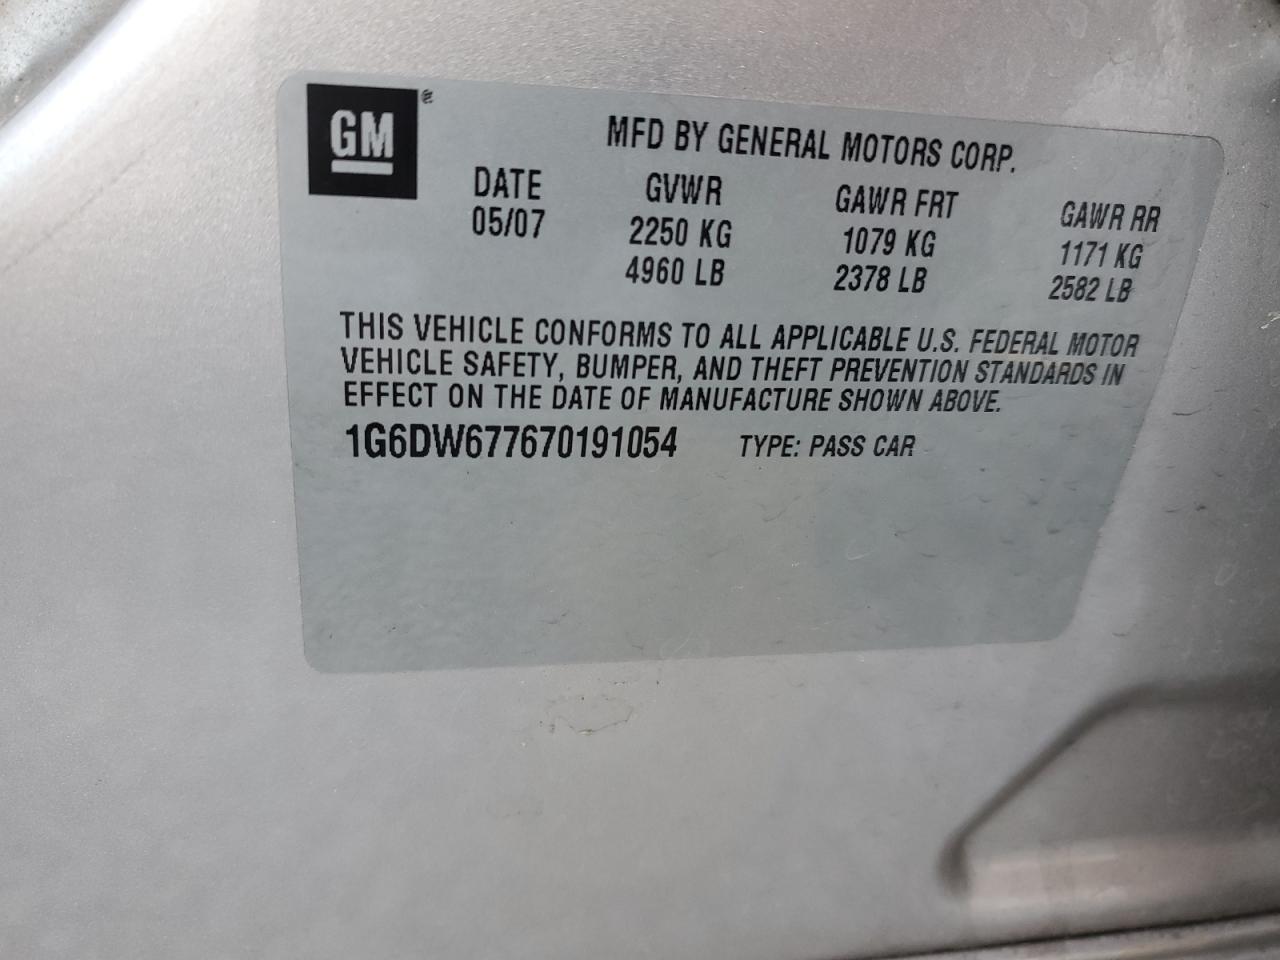 GM®
MFD BY GENERAL MOTORS CORP.
DATE GVWR GAWR FRT GAWR RR
05/07 2250 KG 1079 KG 1171 KG
4960 LB 2378 LB 2582 LB
THIS VEHICLE CONFORMS TO ALL APPLICABLE U.S. FEDERAL MOTOR
VEHICLE SAFETY, BUMPER, AND THEFT PREVENTION STANDARDS IN
EFFECT ON THE DATE OF MANUFACTURE SHOWN ABOVE.
1G6DW677670191054 TYPE: PASS CAR